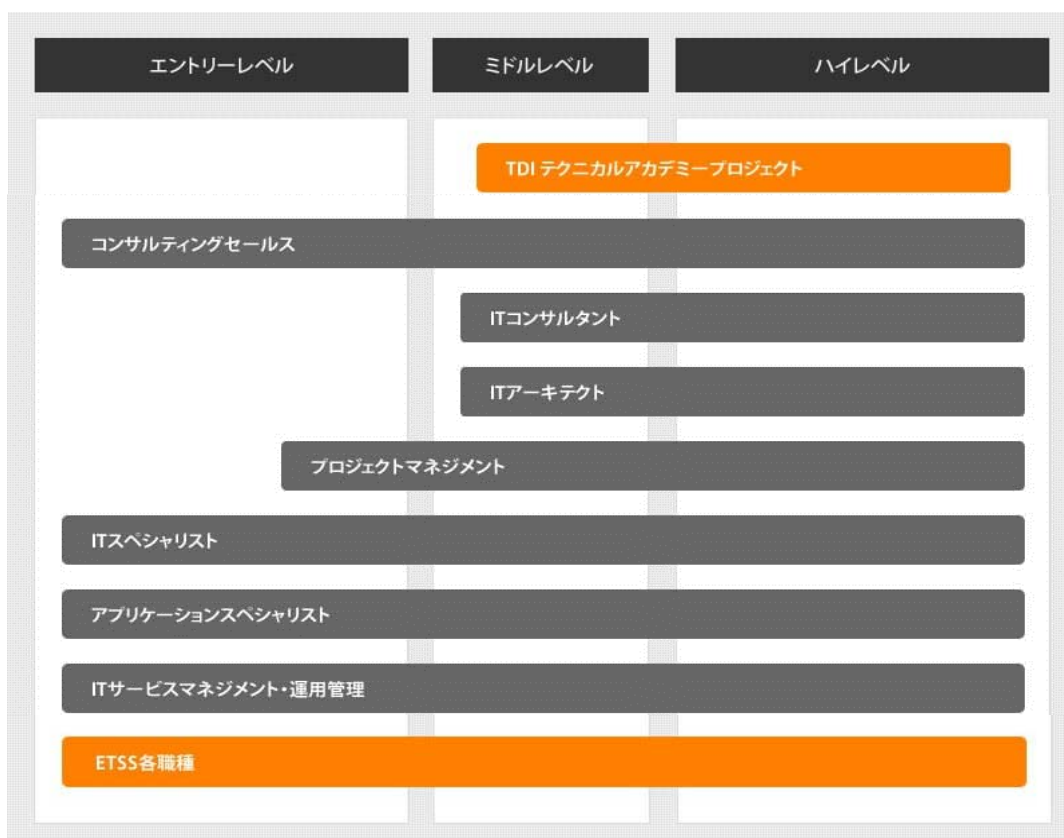 エントリーレベル
ミドルレベル
ハイレベル
TDI テクニカルアカデミープロジェクト
コンサルティングセールス
ITコンサルタント
ITアーキテクト
プロジェクトマネジメント
ITスペシャリスト
アプリケーションスペシャリスト
ITサービスマネジメント・運用管理
ETSS各職種